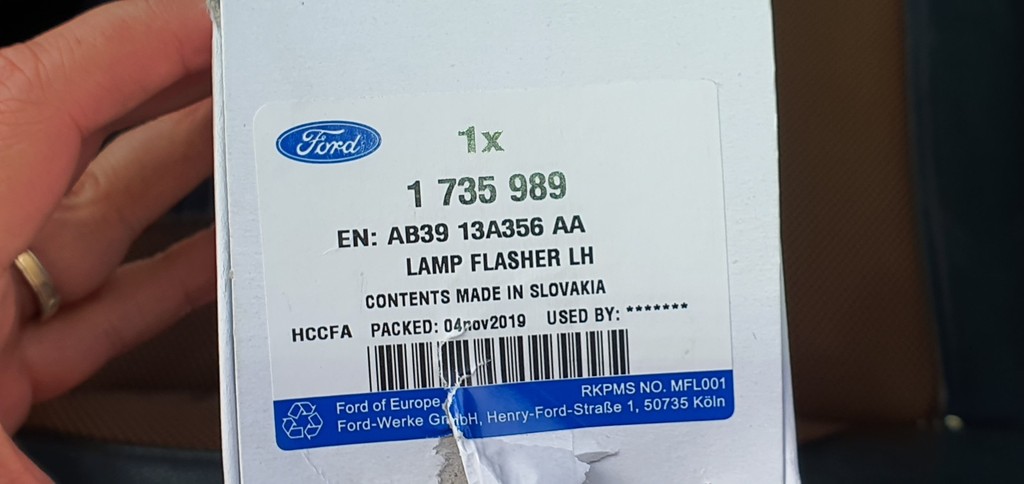 Ford
1x
1 735 989
EN: AB39 13A356 AA
LAMP FLASHER LH
CONTENTS MADE IN SLOVAKIA
HCCFA PACKED: 04nov2019 USED BY: *******
RKPMS NO. MFL001
Ford of Europe,
Ford-Werke GmbH, Henry-Ford-Straße 1, 50735 Köln